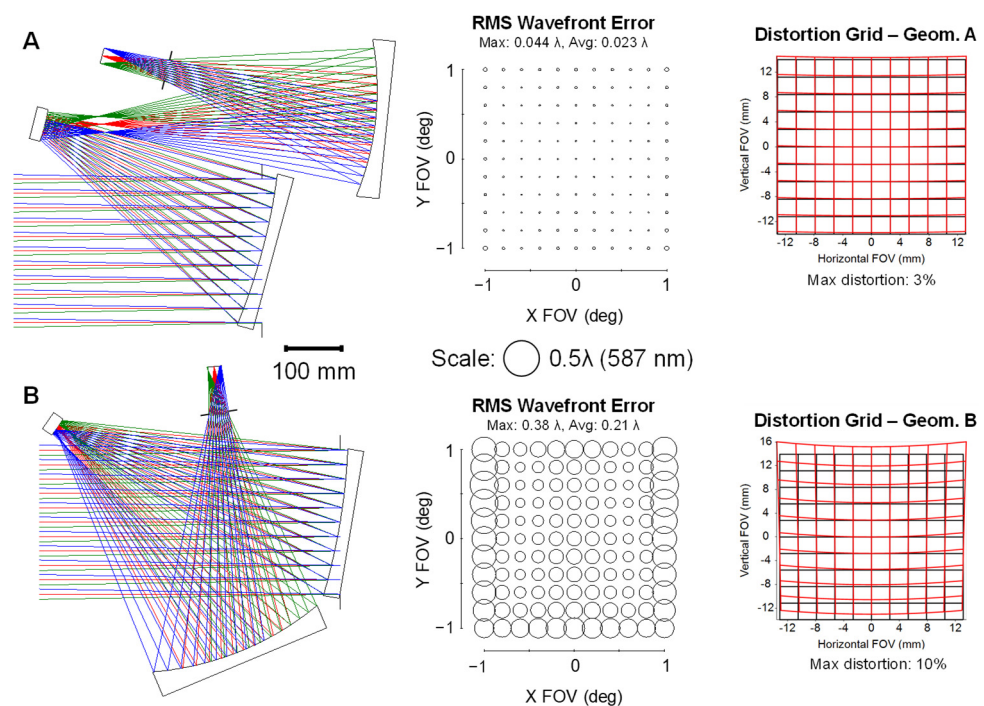 A
RMS Wavefront Error
Max: 0.044 λ, Avg: 0.023 λ
1
0
−1
Y FOV (deg)
−1 0 1
X FOV (deg)
Distortion Grid – Geom. A
12
8
4
0
-4
-8
-12
Vertical FOV (mm)
-12 -8 -4 0 4 8 12
Horizontal FOV (mm)
Max distortion: 3%
100 mm
Scale: 0.5λ (587 nm)
B
RMS Wavefront Error
Max: 0.38 λ, Avg: 0.21 λ
1
0
−1
Y FOV (deg)
−1 0 1
X FOV (deg)
Distortion Grid – Geom. B
16
12
8
4
0
-4
-8
-12
Vertical FOV (mm)
-12 -8 -4 0 4 8 12
Horizontal FOV (mm)
Max distortion: 10%